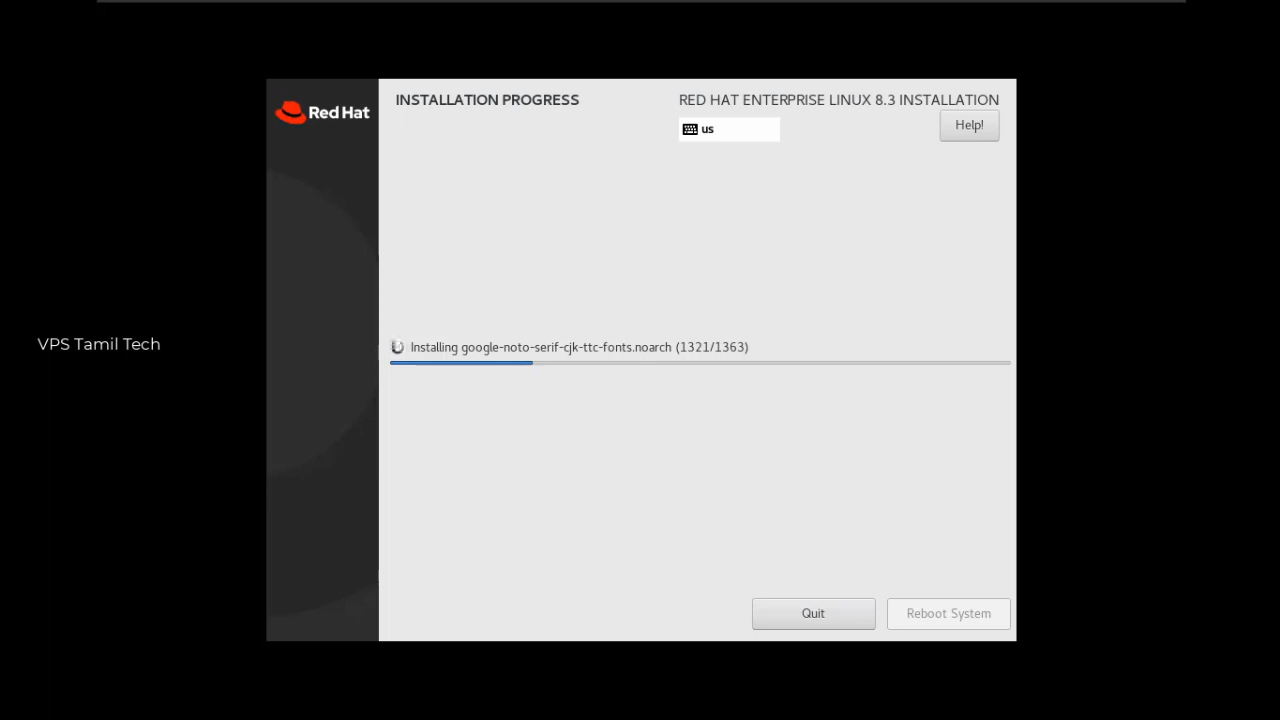 Red Hat
INSTALLATION PROGRESS
RED HAT ENTERPRISE LINUX 8.3 INSTALLATION
us
Help!
VPS Tamil Tech
Installing google-noto-serif-cjk-ttc-fonts.noarch (1321/1363)
Quit
Reboot System